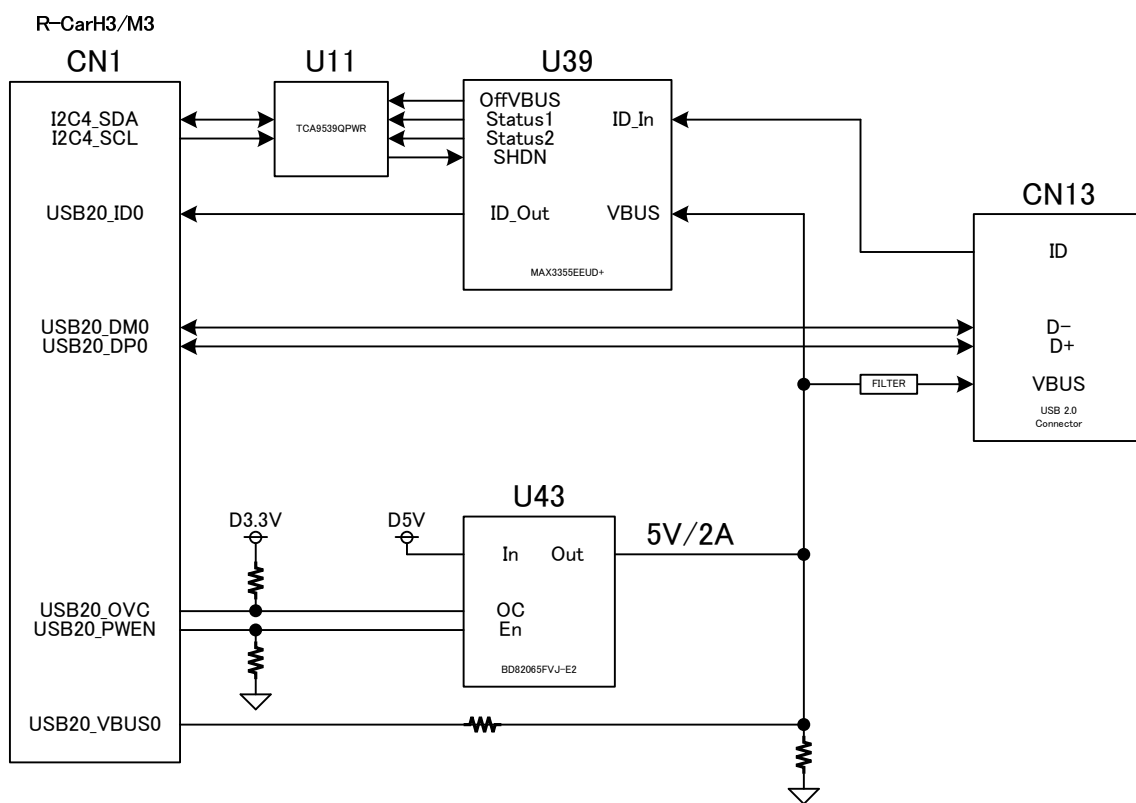 R-CarH3/M3
CN1
I2C4_SDA
I2C4_SCL
USB20_ID0
USB20_DM0
USB20_DP0
USB20_OVC
USB20_PWEN
USB20_VBUS0
U11
TCA9539QPWR
U39
OffVBUS
Status1
Status2
SHDN
ID_In
ID_Out
VBUS
MAX3355EEUD+
CN13
ID
D-
D+
VBUS
USB 2.0
Connector
FILTER
D3.3V
D5V
U43
In Out
OC
En
BD82065FVJ-E2
5V/2A